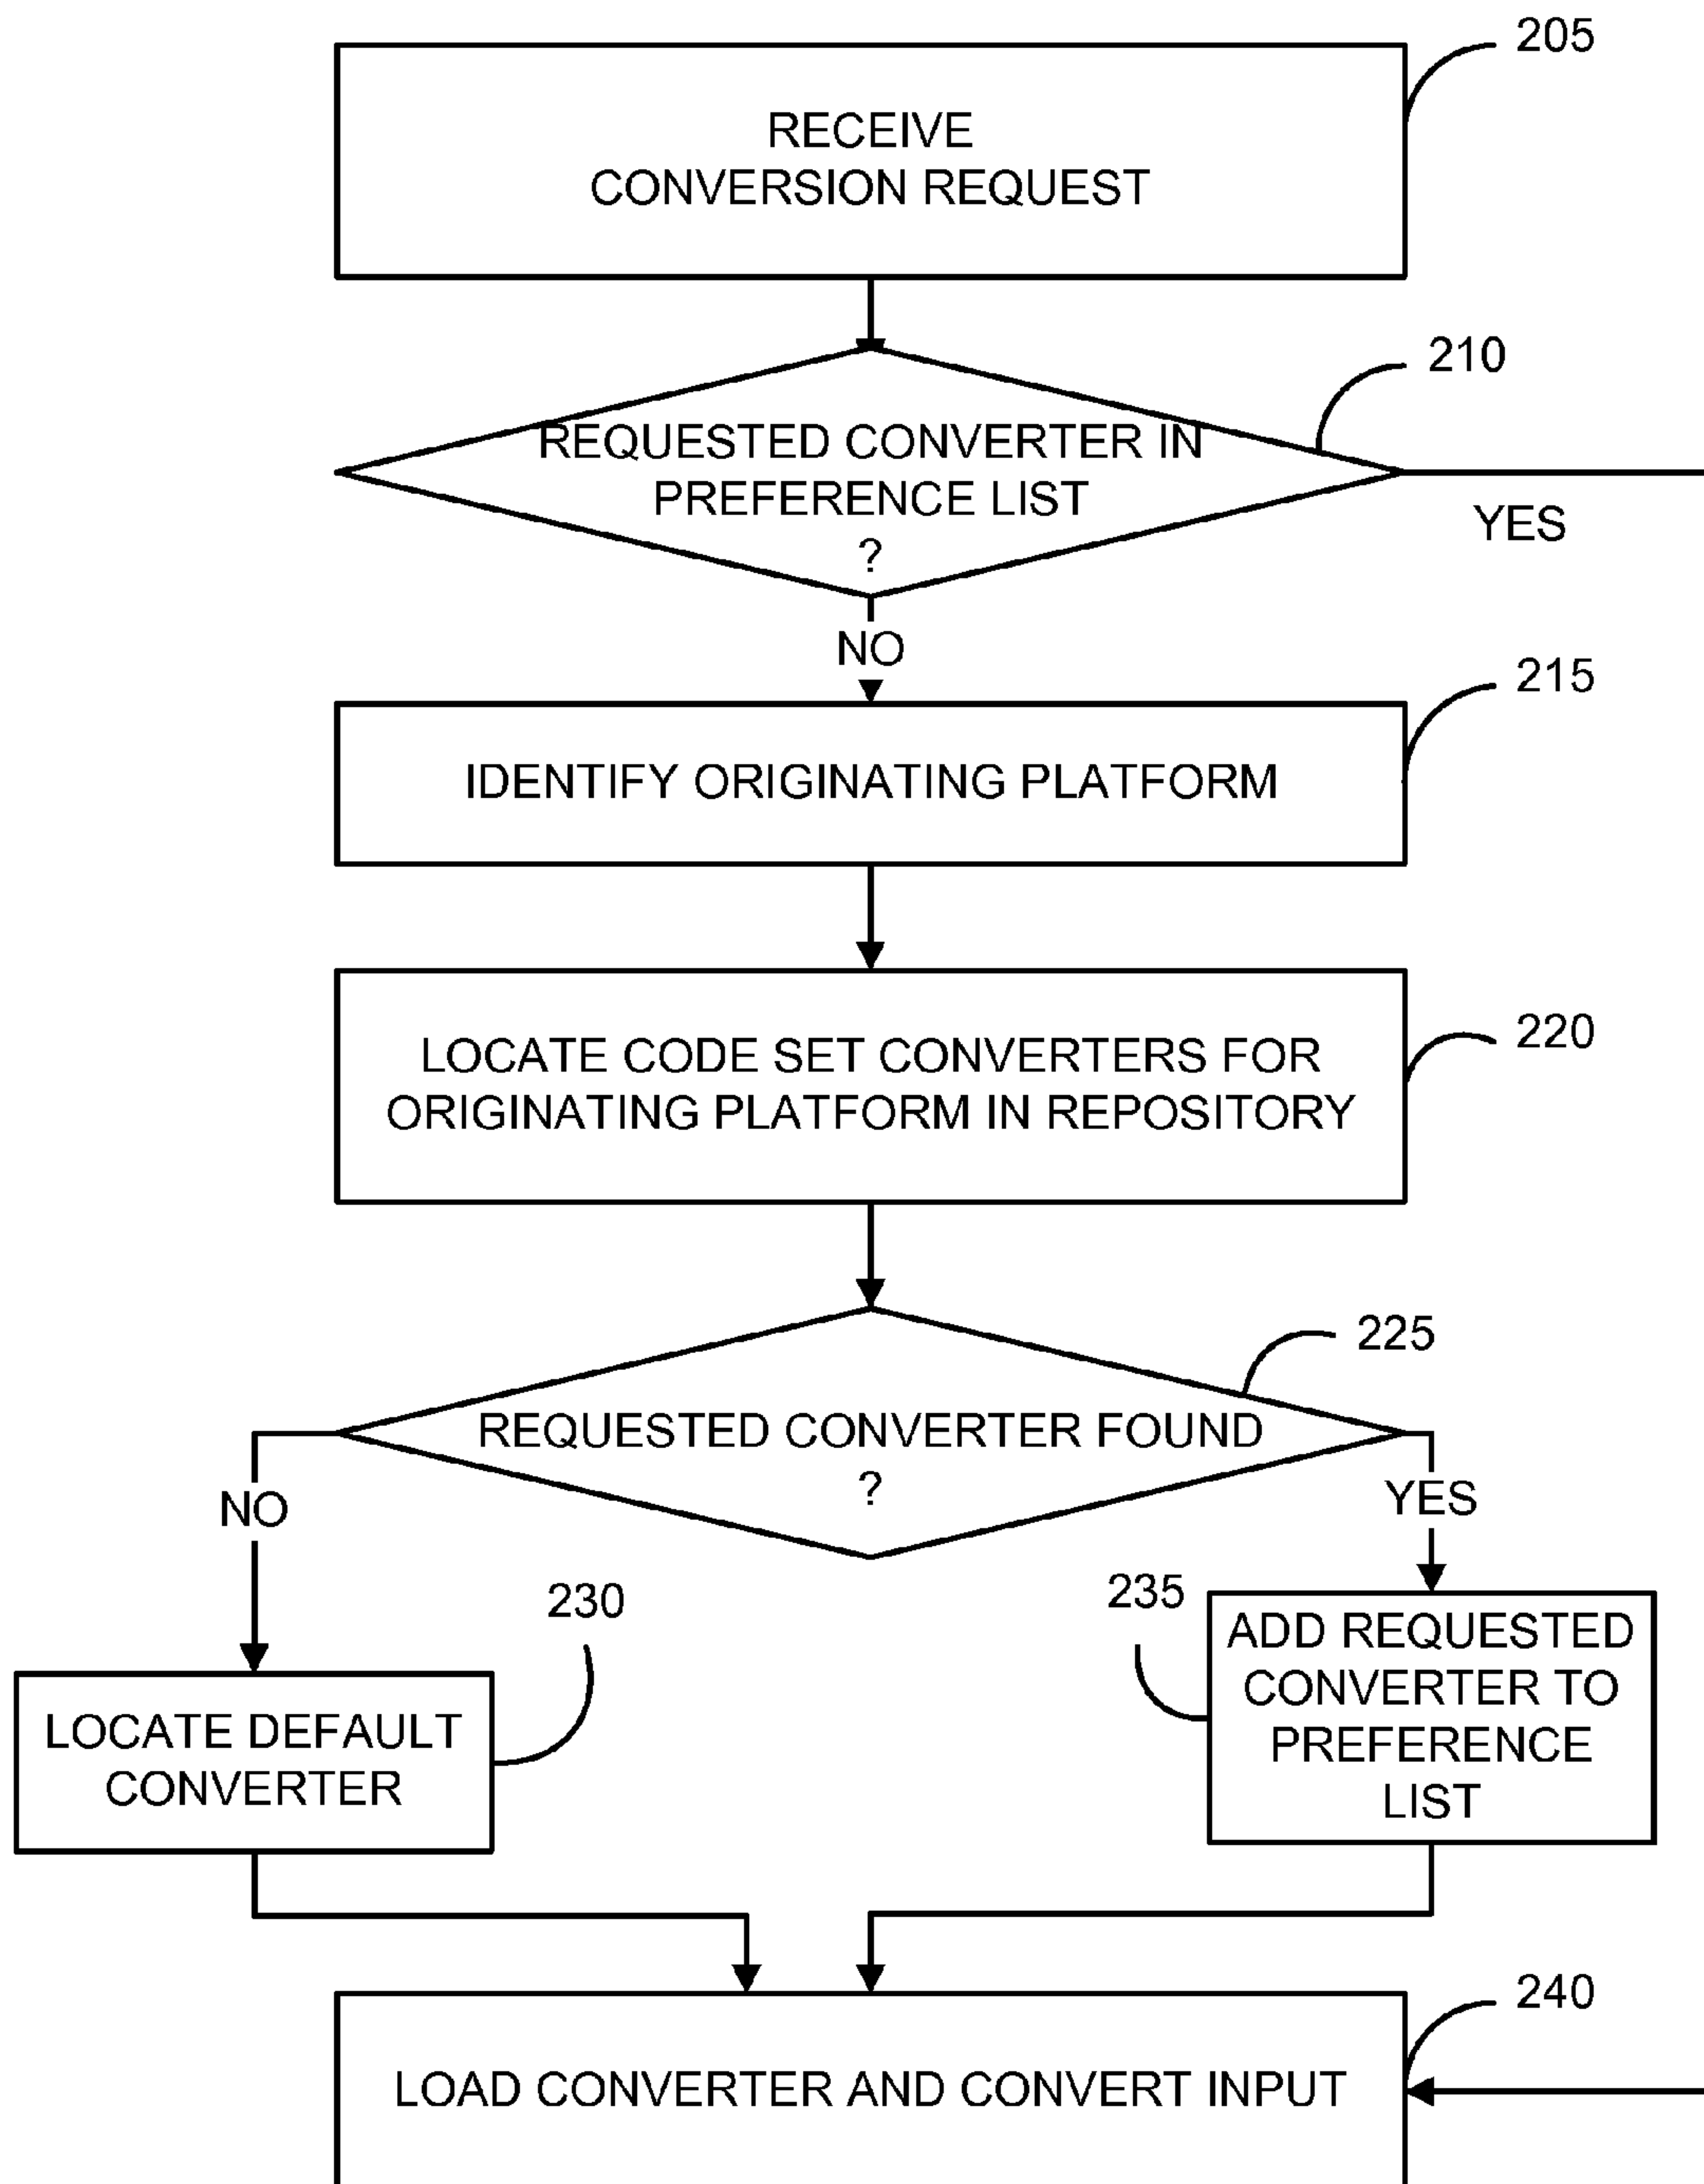 205
RECEIVE
CONVERSION REQUEST
210
REQUESTED CONVERTER IN
PREFERENCE LIST
?
YES
NO
215
IDENTIFY ORIGINATING PLATFORM
220
LOCATE CODE SET CONVERTERS FOR
ORIGINATING PLATFORM IN REPOSITORY
225
REQUESTED CONVERTER FOUND
?
NO
YES
230
LOCATE DEFAULT
CONVERTER
235
ADD REQUESTED
CONVERTER TO
PREFERENCE
LIST
240
LOAD CONVERTER AND CONVERT INPUT